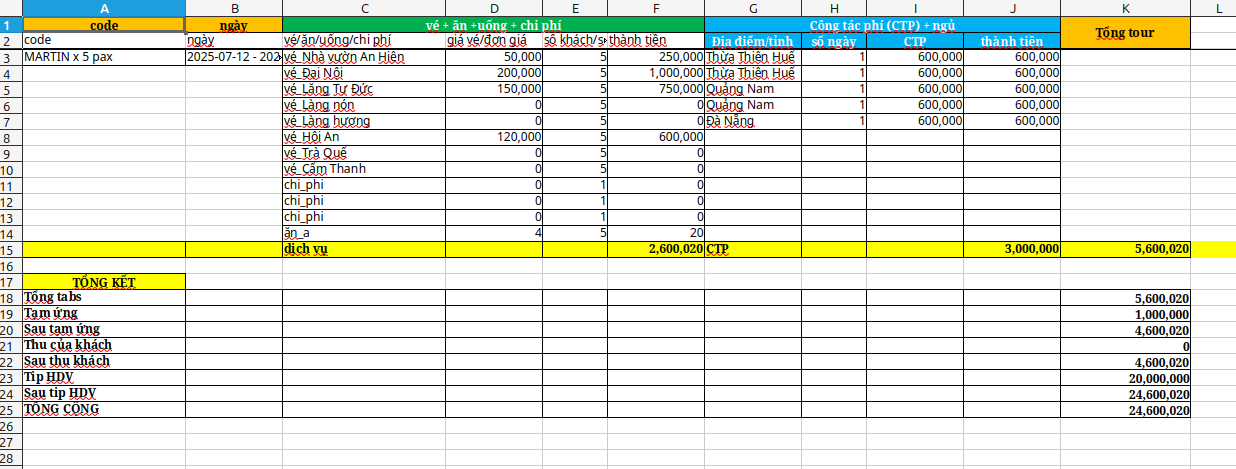 A B C D E F G H I J K L
1 code ngày vé + ăn +uống + chi phí Công tác phí (CTP) + ngủ Tổng tour
2 code ngày vé/ăn/uống/chi phí giá vé/đơn giá số khách/s thành tiền Địa điểm/tỉnh số ngày CTP thành tiền
3 MARTIN x 5 pax 2025-07-12 - 202 vé_Nhà vườn An Hiên 50,000 5 250,000 Thừa Thiên Huế 1 600,000 600,000
4 vé_Đại Nội 200,000 5 1,000,000 Thừa Thiên Huế 1 600,000 600,000
5 vé_Lăng Tự Đức 150,000 5 750,000 Quảng Nam 1 600,000 600,000
6 vé_Làng nón 0 5 0 Quảng Nam 1 600,000 600,000
7 vé_Làng hương 0 5 0 Đà Nẵng 1 600,000 600,000
8 vé_Hội An 120,000 5 600,000
9 vé_Trà Quế 0 5 0
10 vé_Cẩm Thanh 0 5 0
11 chi_phi 0 1 0
12 chi_phi 0 1 0
13 chi_phi 0 1 0
14 ăn_a 4 5 20
15 dịch vụ 2,600,020 CTP 3,000,000 5,600,020
16
17 TỔNG KẾT
18 Tổng tabs 5,600,020
19 Tạm ứng 1,000,000
20 Sau tạm ứng 4,600,020
21 Thu của khách 0
22 Sau thu khách 4,600,020
23 Tip HDV 20,000,000
24 Sau tip HDV 24,600,020
25 TỔNG CỘNG 24,600,020
26
27
28